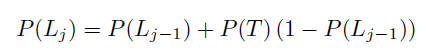 P(L_j) = P(L_{j−1}) + P(T) (1 − P(L_{j−1}))